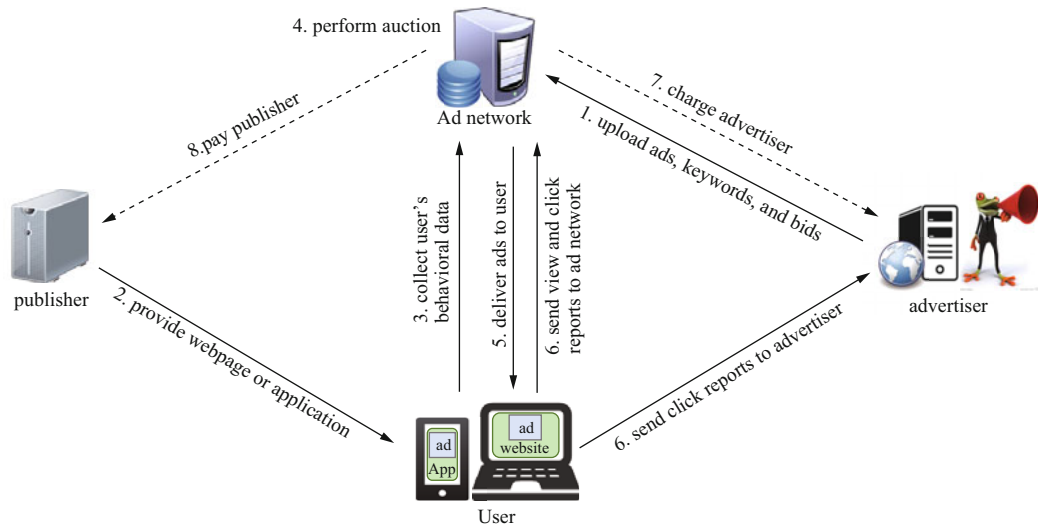 4. perform auction
Ad network
7. charge advertiser
1. upload ads, keywords, and bids
8.pay publisher
publisher
advertiser
2. provide webpage or application
3. collect user's
behavioral data
5. deliver ads to user
6. send view and click
reports to ad network
6. send click reports to advertiser
ad
App
ad
website
User